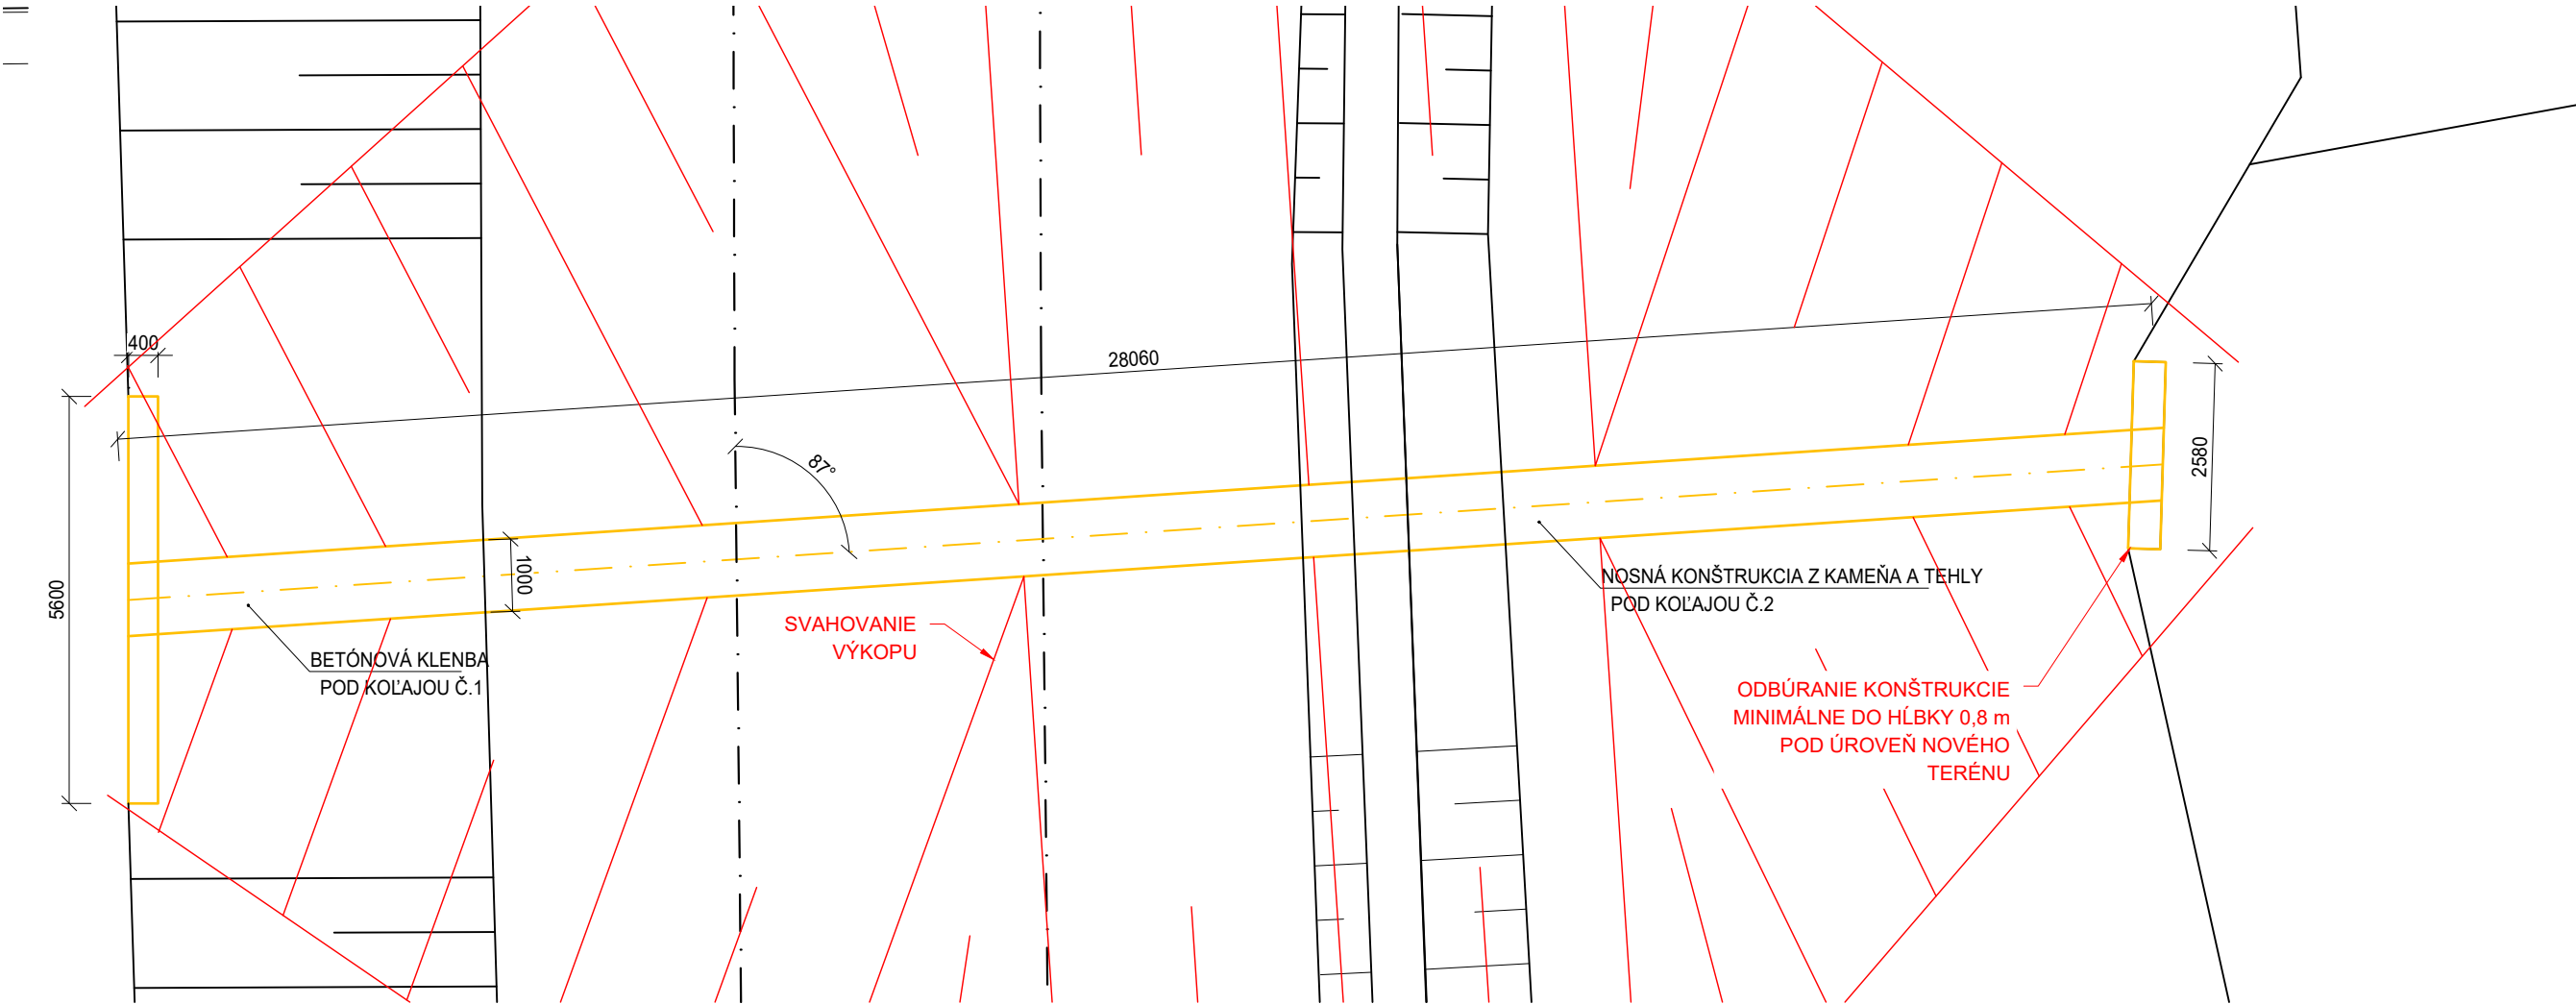 400
28060
87°
2580
5600
1000
BETÓNOVÁ KLENBA
POD KOĽAJOU Č.1
SVAHOVANIE
VÝKOPU
NOSNÁ KONŠTRUKCIA Z KAMEŇA A TEHLY
POD KOĽAJOU Č.2
ODBÚRANIE KONŠTRUKCIE
MINIMÁLNE DO HĹBKY 0,8 m
POD ÚROVEŇ NOVÉHO
TERÉNU